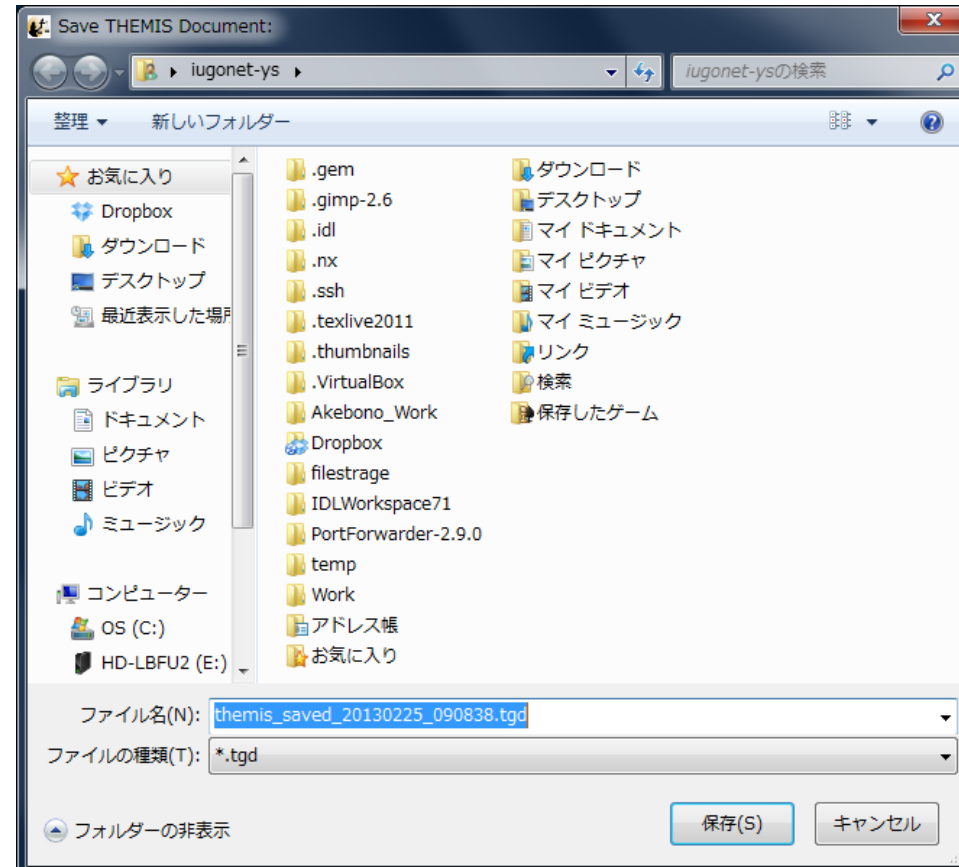 Save THEMIS Document:
iugonet-ys
iugonet-ysの検索
整理
新しいフォルダー
お気に入り
Dropbox
ダウンロード
デスクトップ
最近表示した場所
ライブラリ
ドキュメント
ピクチャ
ビデオ
ミュージック
コンピューター
OS (C:)
HD-LBFU2 (E:)
.gem
.gimp-2.6
.idl
.nx
.ssh
.texlive2011
.thumbnails
.VirtualBox
Akebono_Work
Dropbox
filestrage
IDLWorkspace71
PortForwarder-2.9.0
temp
Work
アドレス帳
お気に入り
ダウンロード
デスクトップ
マイ ドキュメント
マイ ピクチャ
マイ ビデオ
マイ ミュージック
リンク
検索
保存したゲーム
ファイル名(N): themis_saved_20130225_090838.tgd
ファイルの種類(T): *.tgd
フォルダーの非表示
保存(S)
キャンセル